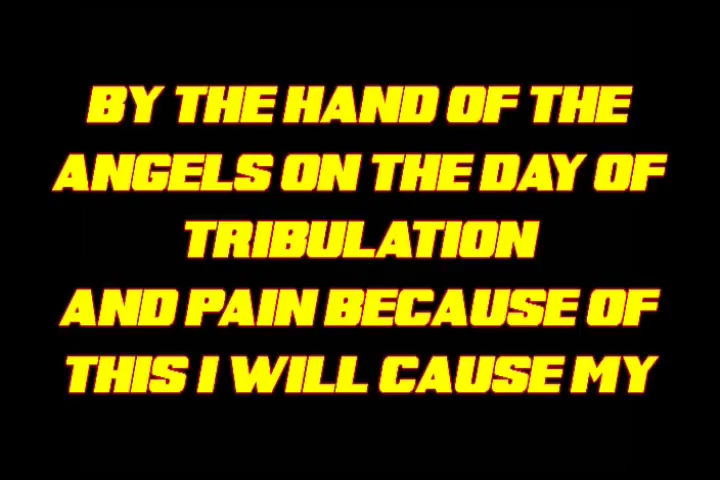 BY THE HAND OF THE
ANGELS ON THE DAY OF
TRIBULATION
AND PAIN BECAUSE OF
THIS I WILL CAUSE MY